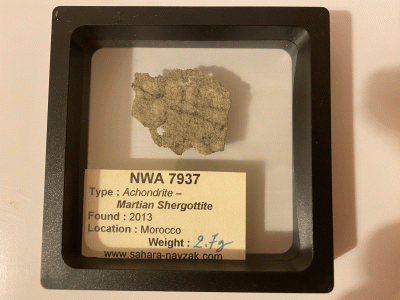 NWA 7937
Type : Achondrite –
Martian Shergottite
Found : 2013
Location : Morocco
Weight : 2.7g
www.sahara-nayzak.com